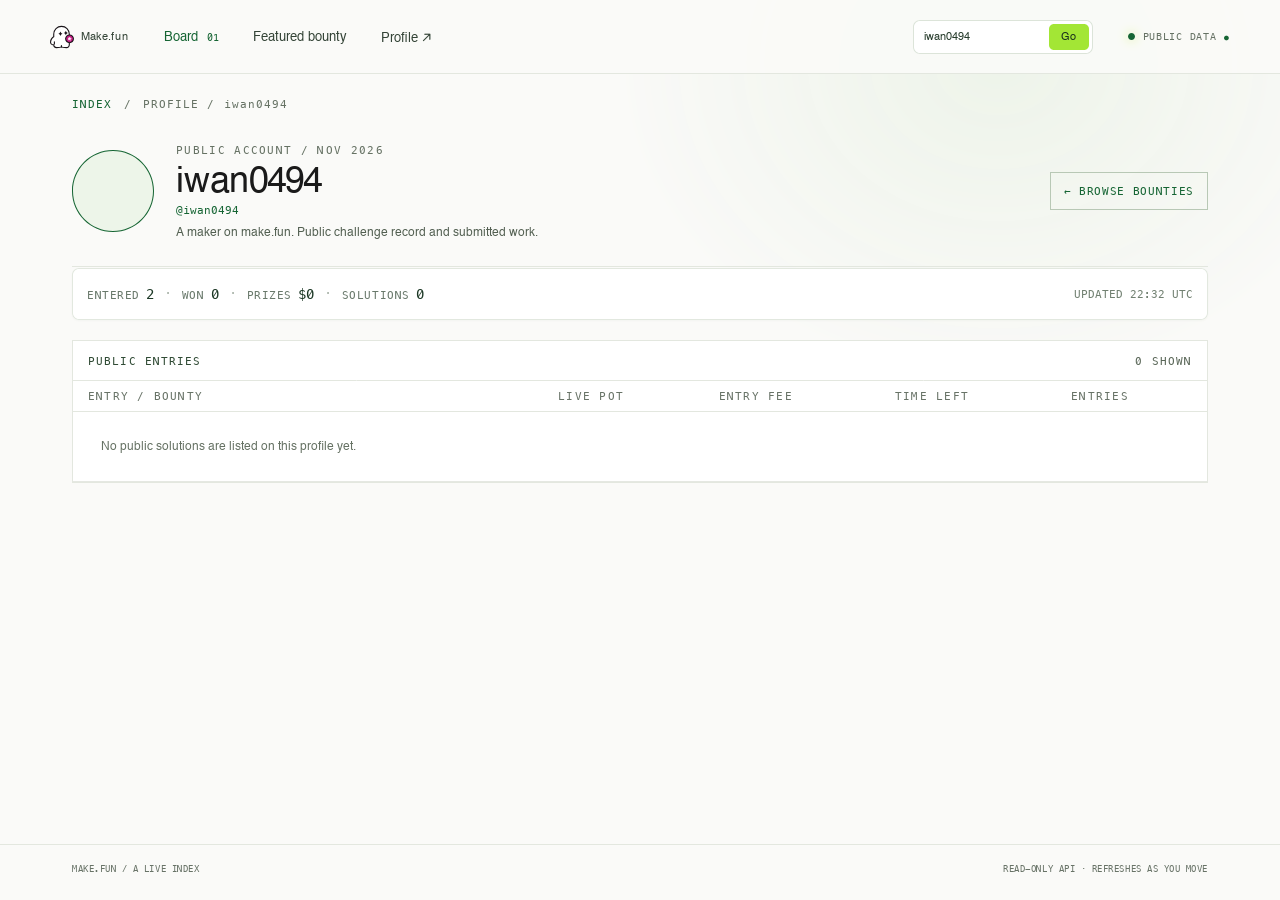 Make.fun Board 01 Featured bounty Profile ↗ iwan0494 Go PUBLIC DATA
INDEX / PROFILE / iwan0494
PUBLIC ACCOUNT / NOV 2026
iwan0494
@iwan0494
A maker on make.fun. Public challenge record and submitted work.
← BROWSE BOUNTIES
ENTERED 2 · WON 0 · PRIZES $0 · SOLUTIONS 0 UPDATED 22:32 UTC
PUBLIC ENTRIES 0 SHOWN
ENTRY / BOUNTY LIVE POT ENTRY FEE TIME LEFT ENTRIES
No public solutions are listed on this profile yet.
MAKE.FUN / A LIVE INDEX READ-ONLY API · REFRESHES AS YOU MOVE